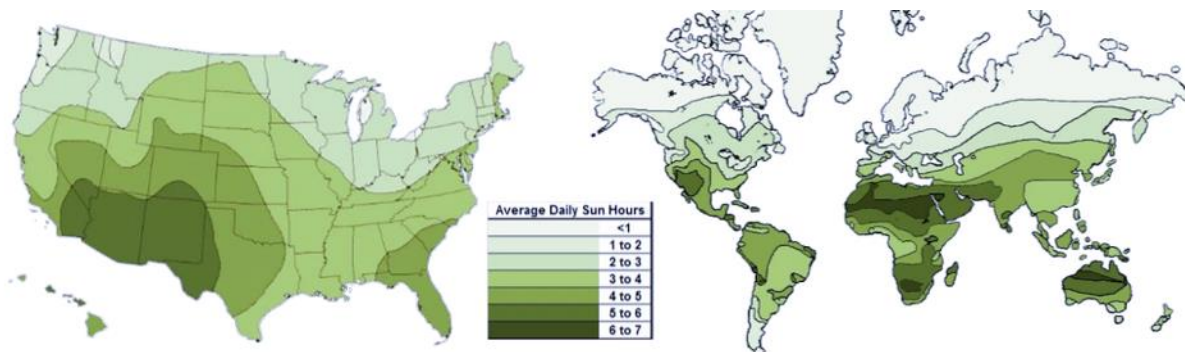 Average Daily Sun Hours
<1
1 to 2
2 to 3
3 to 4
4 to 5
5 to 6
6 to 7